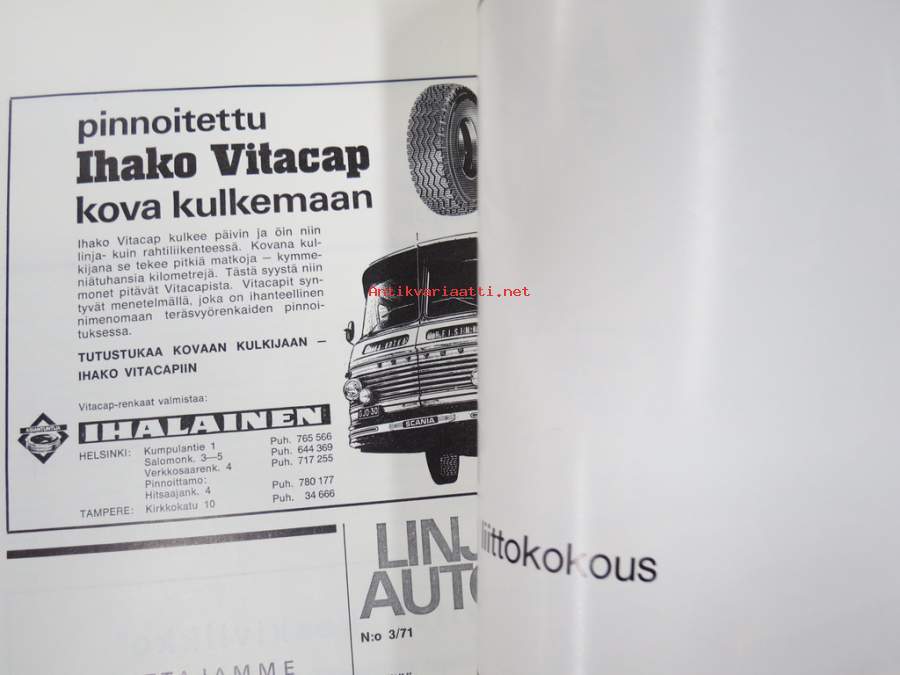 pinnoitettu
Ihako Vitacap
kova kulkemaan
Ihako Vitacap kulkee päivin ja öin niin
linja- kuin rahtiliikenteessä. Kovana kul-
kijana se tekee pitkiä matkoja – kymme-
niätuhansia kilometrejä. Tästä syystä niin
monet pitävät Vitacapista. Vitacapit syn-
tyvät menetelmällä, joka on ihanteellinen
nimenomaan teräsvyörenkaiden pinnoi-
tuksessa.
TUTUSTUKAA KOVAAN KULKIJAAN –
IHAKO VITACAPIIN
Vitacap-renkaat valmistaa:
IHALAINEN
HELSINKI: Kumpulantie 1 Puh. 765 566
Salomonk. 3—5 Puh. 644 369
Verkkosaarenk. 4 Puh. 717 255
Pinnoittamo:
Hitsaajank. 4 Puh. 780 177
TAMPERE: Kirkkokatu 10 Puh. 34 666
SCANIA
Antikvariaatti.net
LINJ
AUTO
N:o 3/71
TAJAMME
liittokokous